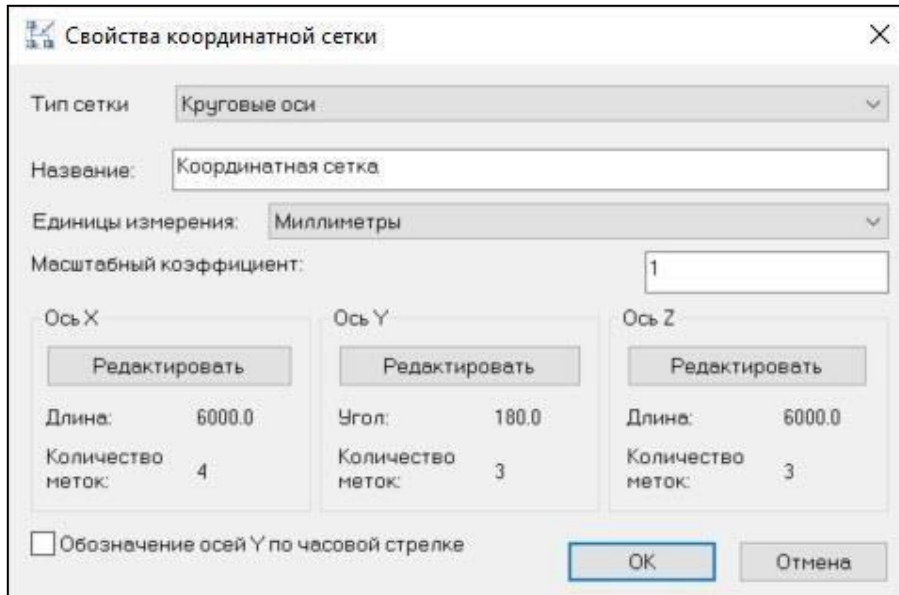 Свойства координатной сетки
Тип сетки Круговые оси
Название: Координатная сетка
Единицы измерения: Миллиметры
Масштабный коэффициент: 1
Ось X Ось Y Ось Z
Редактировать Редактировать Редактировать
Длина: 6000.0 Угол: 180.0 Длина: 6000.0
Количество Количество Количество
меток: 4 меток: 3 меток: 3
Обозначение осей Y по часовой стрелке
OK Отмена